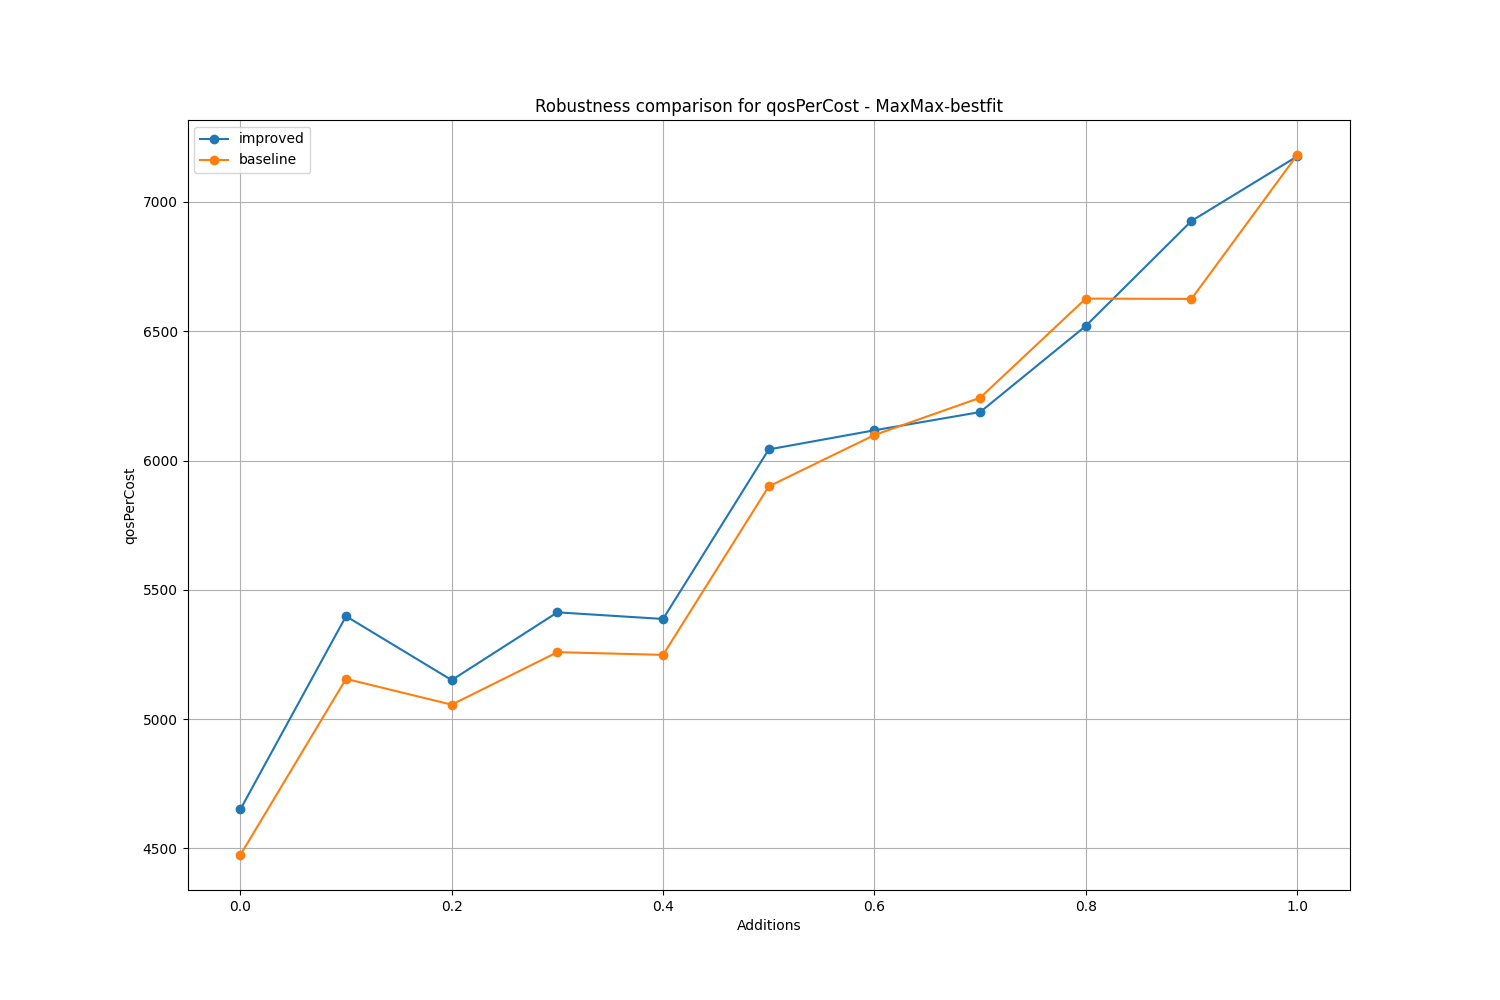 Robustness comparison for qosPerCost - MaxMax-bestfit
improved
baseline
7000
6500
6000
5500
5000
4500
qosPerCost
0.0
0.2
0.4
0.6
0.8
1.0
Additions